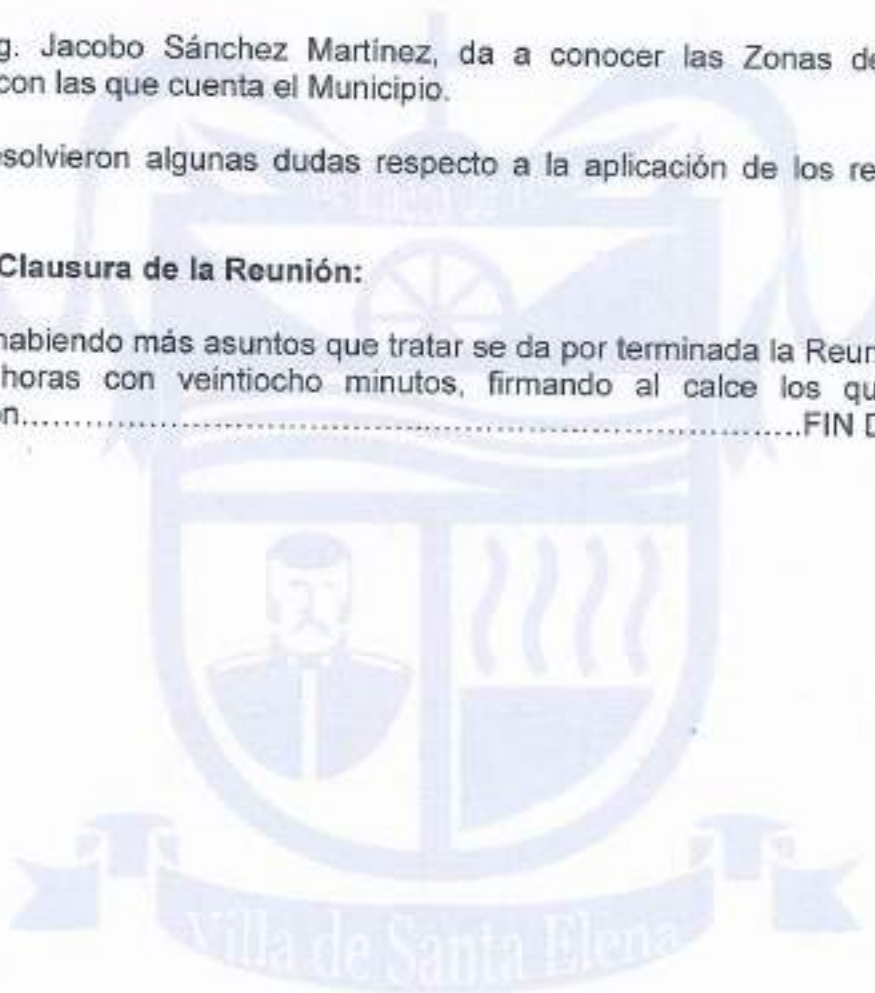 g. Jacobo Sánchez Martinez, da a conocer las Zonas de
con las que cuenta el Municipio.
esolvieron algunas dudas respecto a la aplicación de los re
Clausura de la Reunión:
habiendo más asuntos que tratar se da por terminada la Reun
horas con veintiocho minutos, firmando al calce los qu
ón..........................................................................................FIN D
Villa de Santa Elena